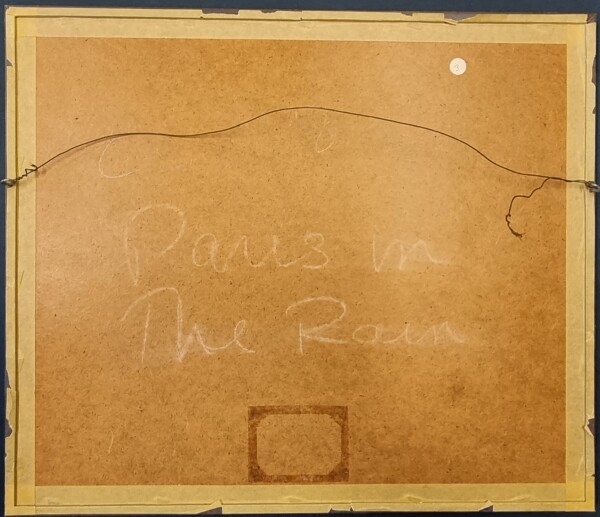 Paris in
The Rain